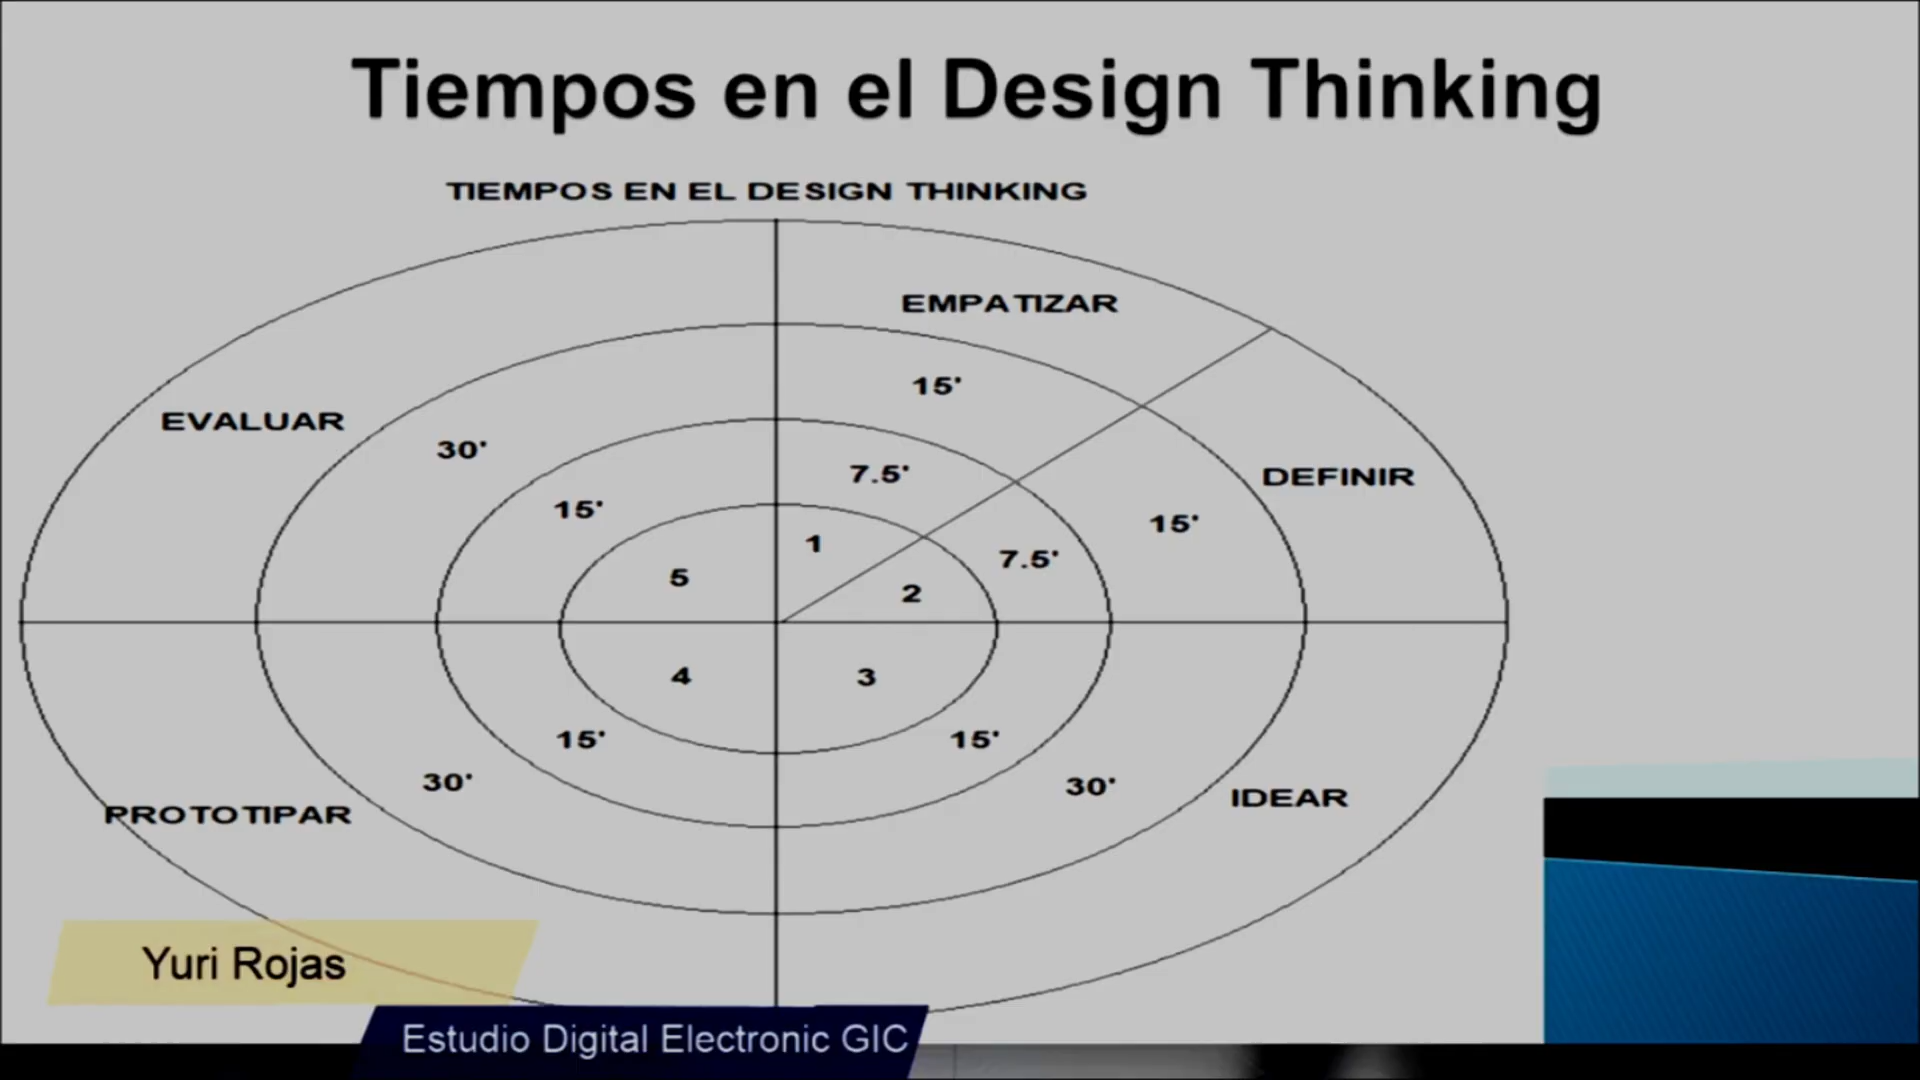 Tiempos en el Design Thinking
TIEMPOS EN EL DESIGN THINKING
EMPATIZAR
15'
EVALUAR
30'
7.5'
DEFINIR
15'
15'
1
7.5'
5
2
4
3
15'
15'
30'
30'
IDEAR
PROTOTIPAR
Yuri Rojas
Estudio Digital Electronic GIC